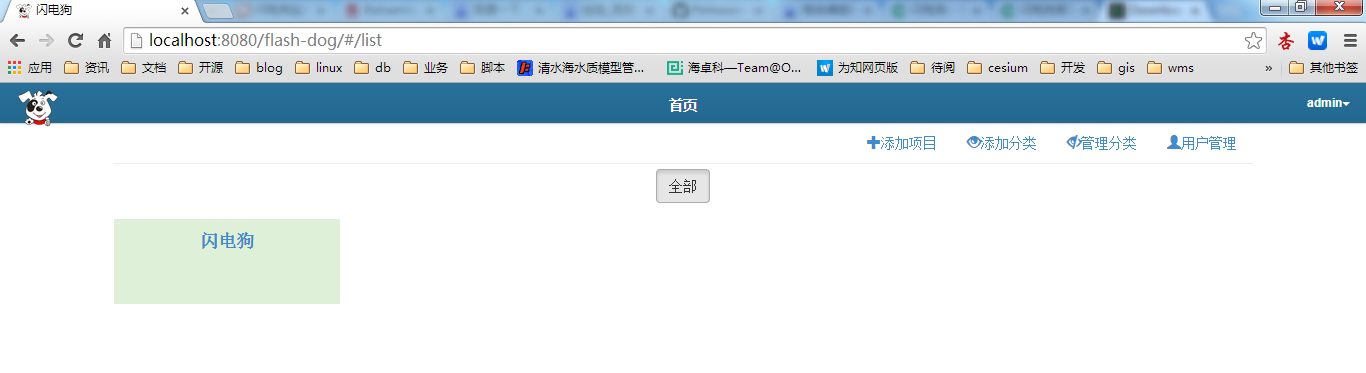 闪电狗
localhost:8080/flash-dog/#/list
应用 资讯 文档 开源 blog linux db 业务 脚本 清水海水质模型管... 海卓科—Team@O... 为知网页版 待阅 cesium 开发 gis wms » 其他书签
首页 admin
添加项目 添加分类 管理分类 用户管理
全部
闪电狗